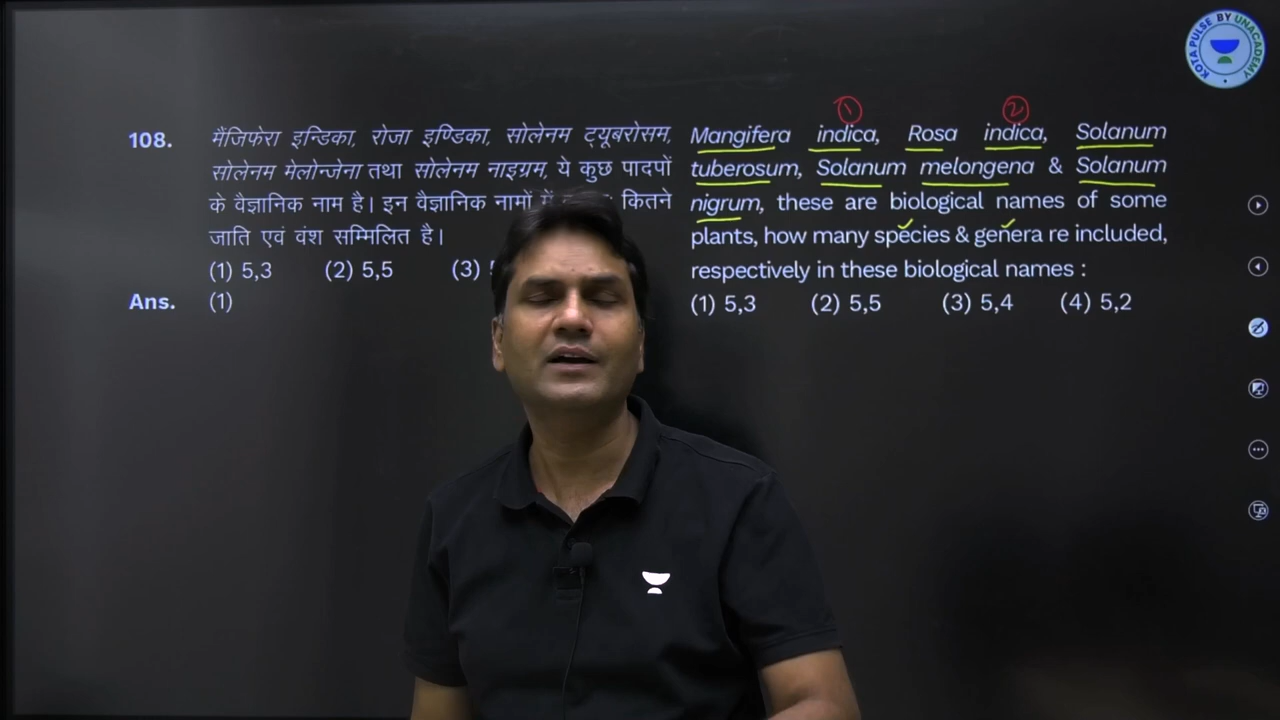 KOTA PULSE BY UNACADEMY
108.
मैंजिफेरा इन्डिका, रोजा इण्डिका, सोलेनम ट्यूबरोसम,
सोलेनम मेलोन्जेना तथा सोलेनम नाइग्रम, ये कुछ पादपों
के वैज्ञानिक नाम है। इन वैज्ञानिक नामों में कितने
जाति एवं वंश सम्मिलित है।
(1) 5,3 (2) 5,5 (3)
Ans. (1)
① ②
Mangifera indica, Rosa indica, Solanum
tuberosum, Solanum melongena & Solanum
nigrum, these are biological names of some
plants, how many species & genera re included,
respectively in these biological names :
(1) 5,3 (2) 5,5 (3) 5,4 (4) 5,2